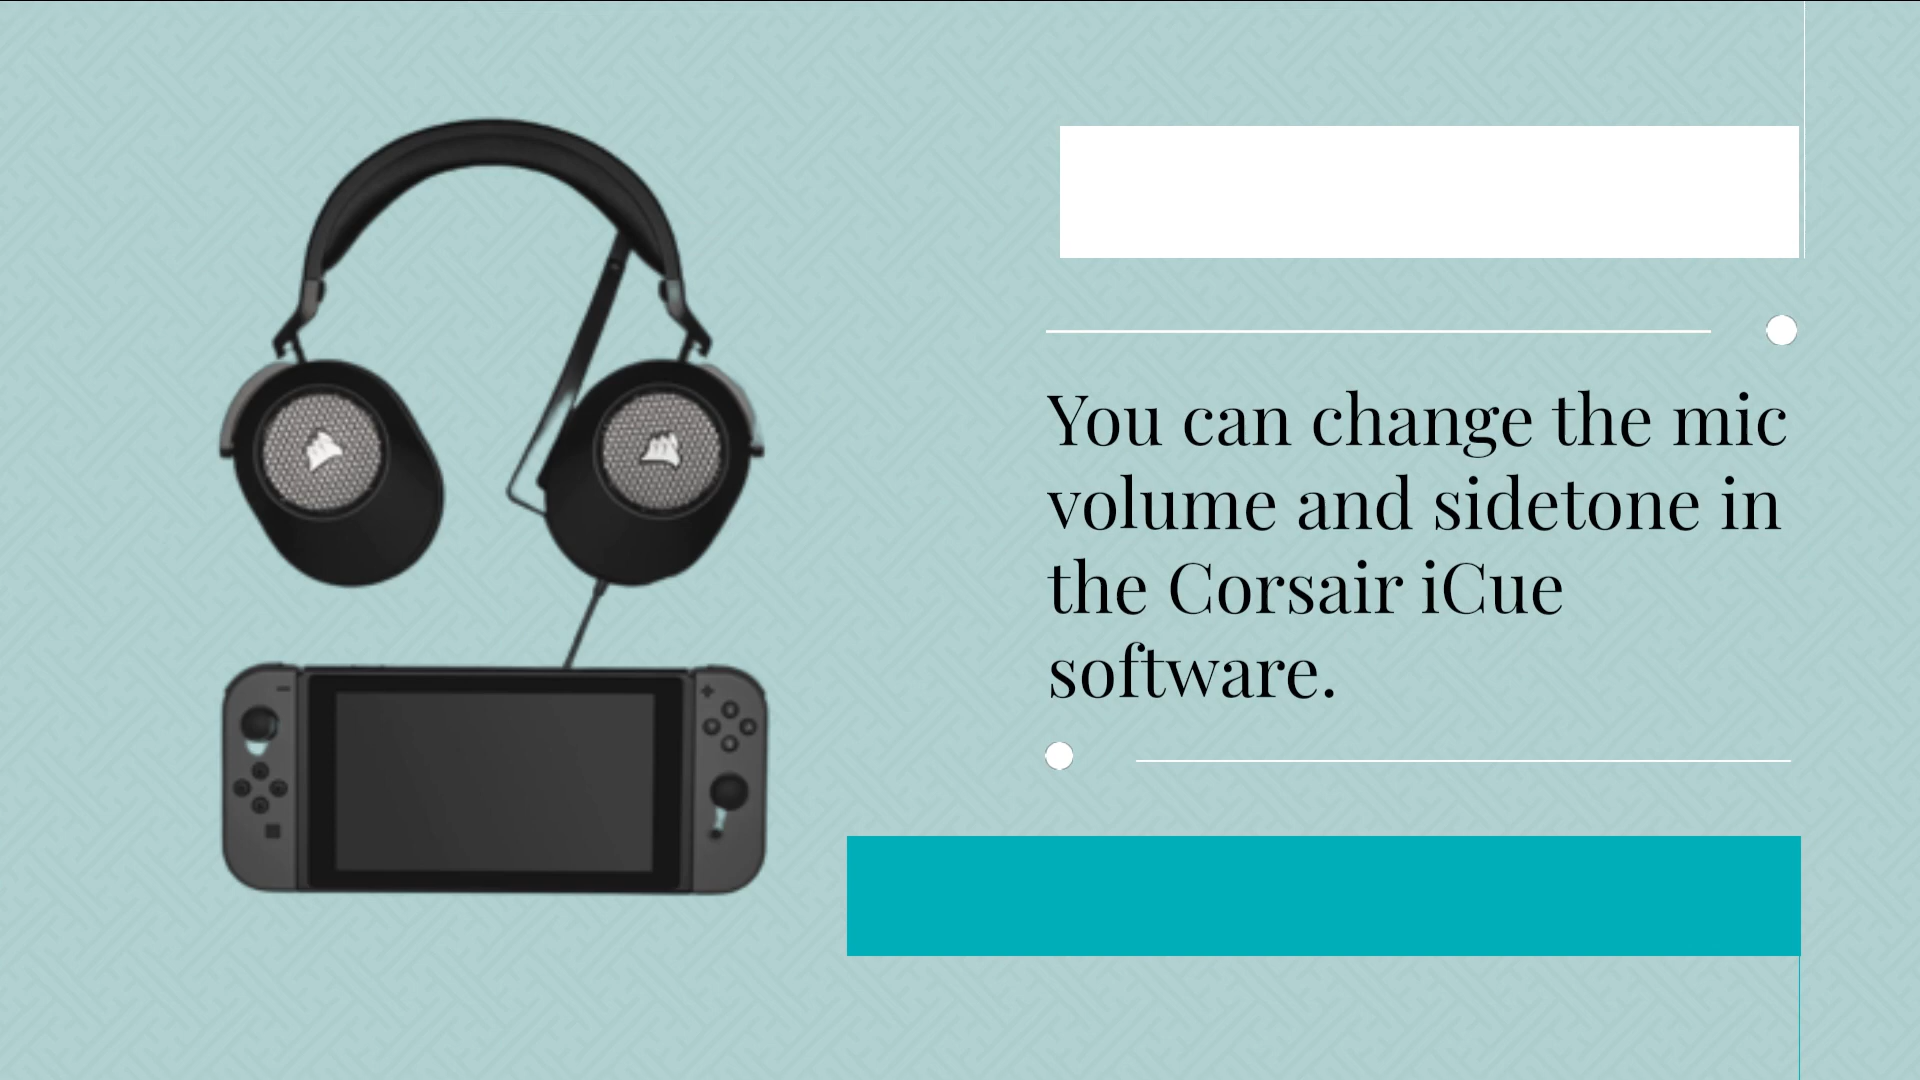 You can change the mic
volume and sidetone in
the Corsair iCue
software.